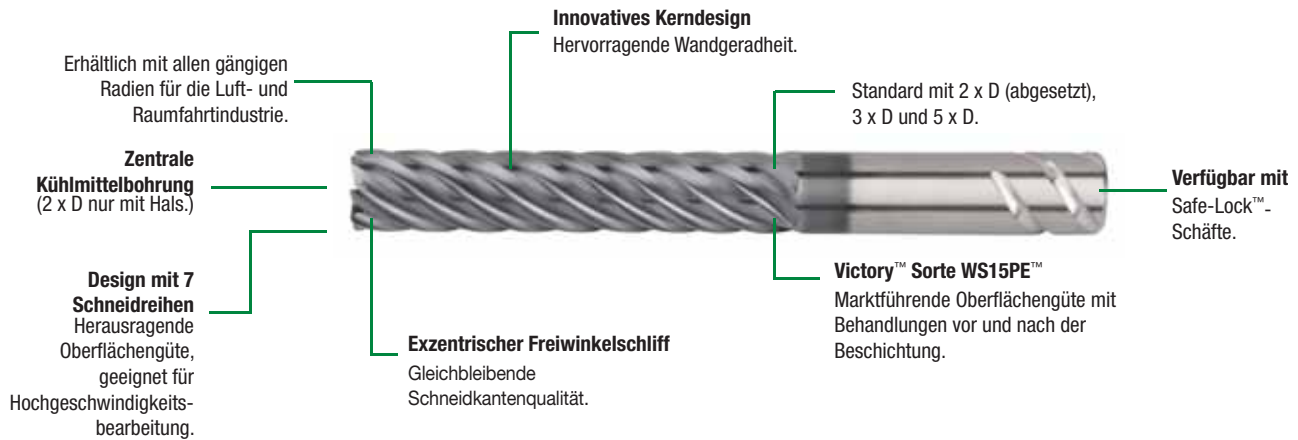 Innovatives Kerndesign
Hervorragende Wandgeradheit.
Erhältlich mit allen gängigen
Radien für die Luft- und
Raumfahrtindustrie.
Standard mit 2 x D (abgesetzt),
3 x D und 5 x D.
Zentrale
Kühlmittelbohrung
(2 x D nur mit Hals.)
Verfügbar mit
Safe-Lock™-
Schäfte.
Design mit 7
Schneidreihen
Herausragende
Oberflächengüte,
geeignet für
Hochgeschwindigkeits-
bearbeitung.
Victory™ Sorte WS15PE™
Marktführende Oberflächengüte mit
Behandlungen vor und nach der
Beschichtung.
Exzentrischer Freiwinkelschliff
Gleichbleibende
Schneidkantenqualität.